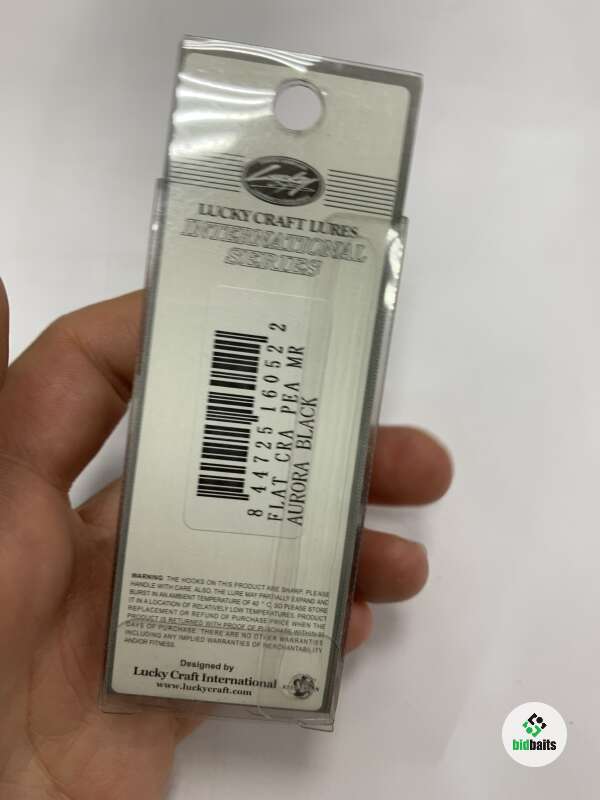 Lucky
LUCKY CRAFT LURES
INTERNATIONAL
SERIES
8 44725 16052 2
FLAT CRA PEA MR
AURORA BLACK
WARNING: THE HOOKS ON THIS PRODUCT ARE SHARP. PLEASE
HANDLE WITH CARE. ALSO, THE LURE MAY PARTIALLY EXPAND AND
BURST IN AN AMBIENT TEMPERATURE OF 40 ° C, SO PLEASE STORE
IT IN A LOCATION OF RELATIVELY LOW TEMPERATURES. PRODUCT
REPLACEMENT OR REFUND OF PURCHASE PRICE WHEN THE
PRODUCT IS RETURNED WITH PROOF OF PURCHASE WITHIN
DAYS OF PURCHASE. THERE ARE NO OTHER WARRANTIES
INCLUDING ANY IMPLIED WARRANTIES OF MERCHANTABILITY
AND/OR FITNESS.
Designed by
Lucky Craft International
www.luckycraft.com
bidbaits